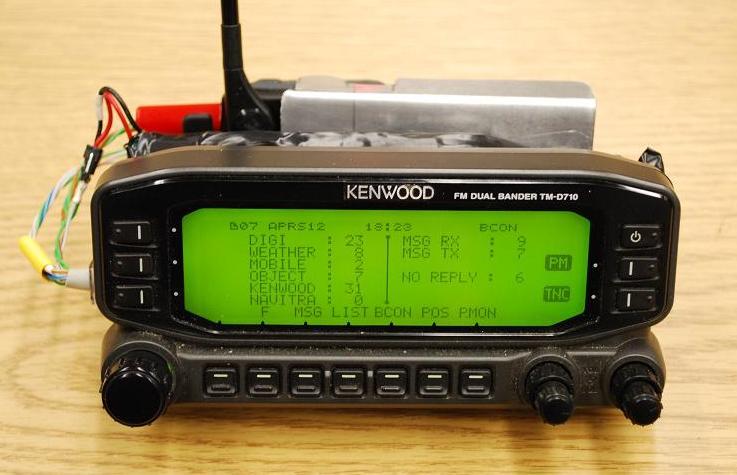 KENWOOD FM DUAL BANDER TM-D710
B07 APRS12 18:23 BCON
DIGI : 23 MSG RX : 9
WEATHER : 8 MSG TX : 7
MOBILE : 2 PM
OBJECT : 7 NO REPLY : 6
KENWOOD : 31 TNC
NAVITRA : 0
F MSG LIST BCON POS PMON